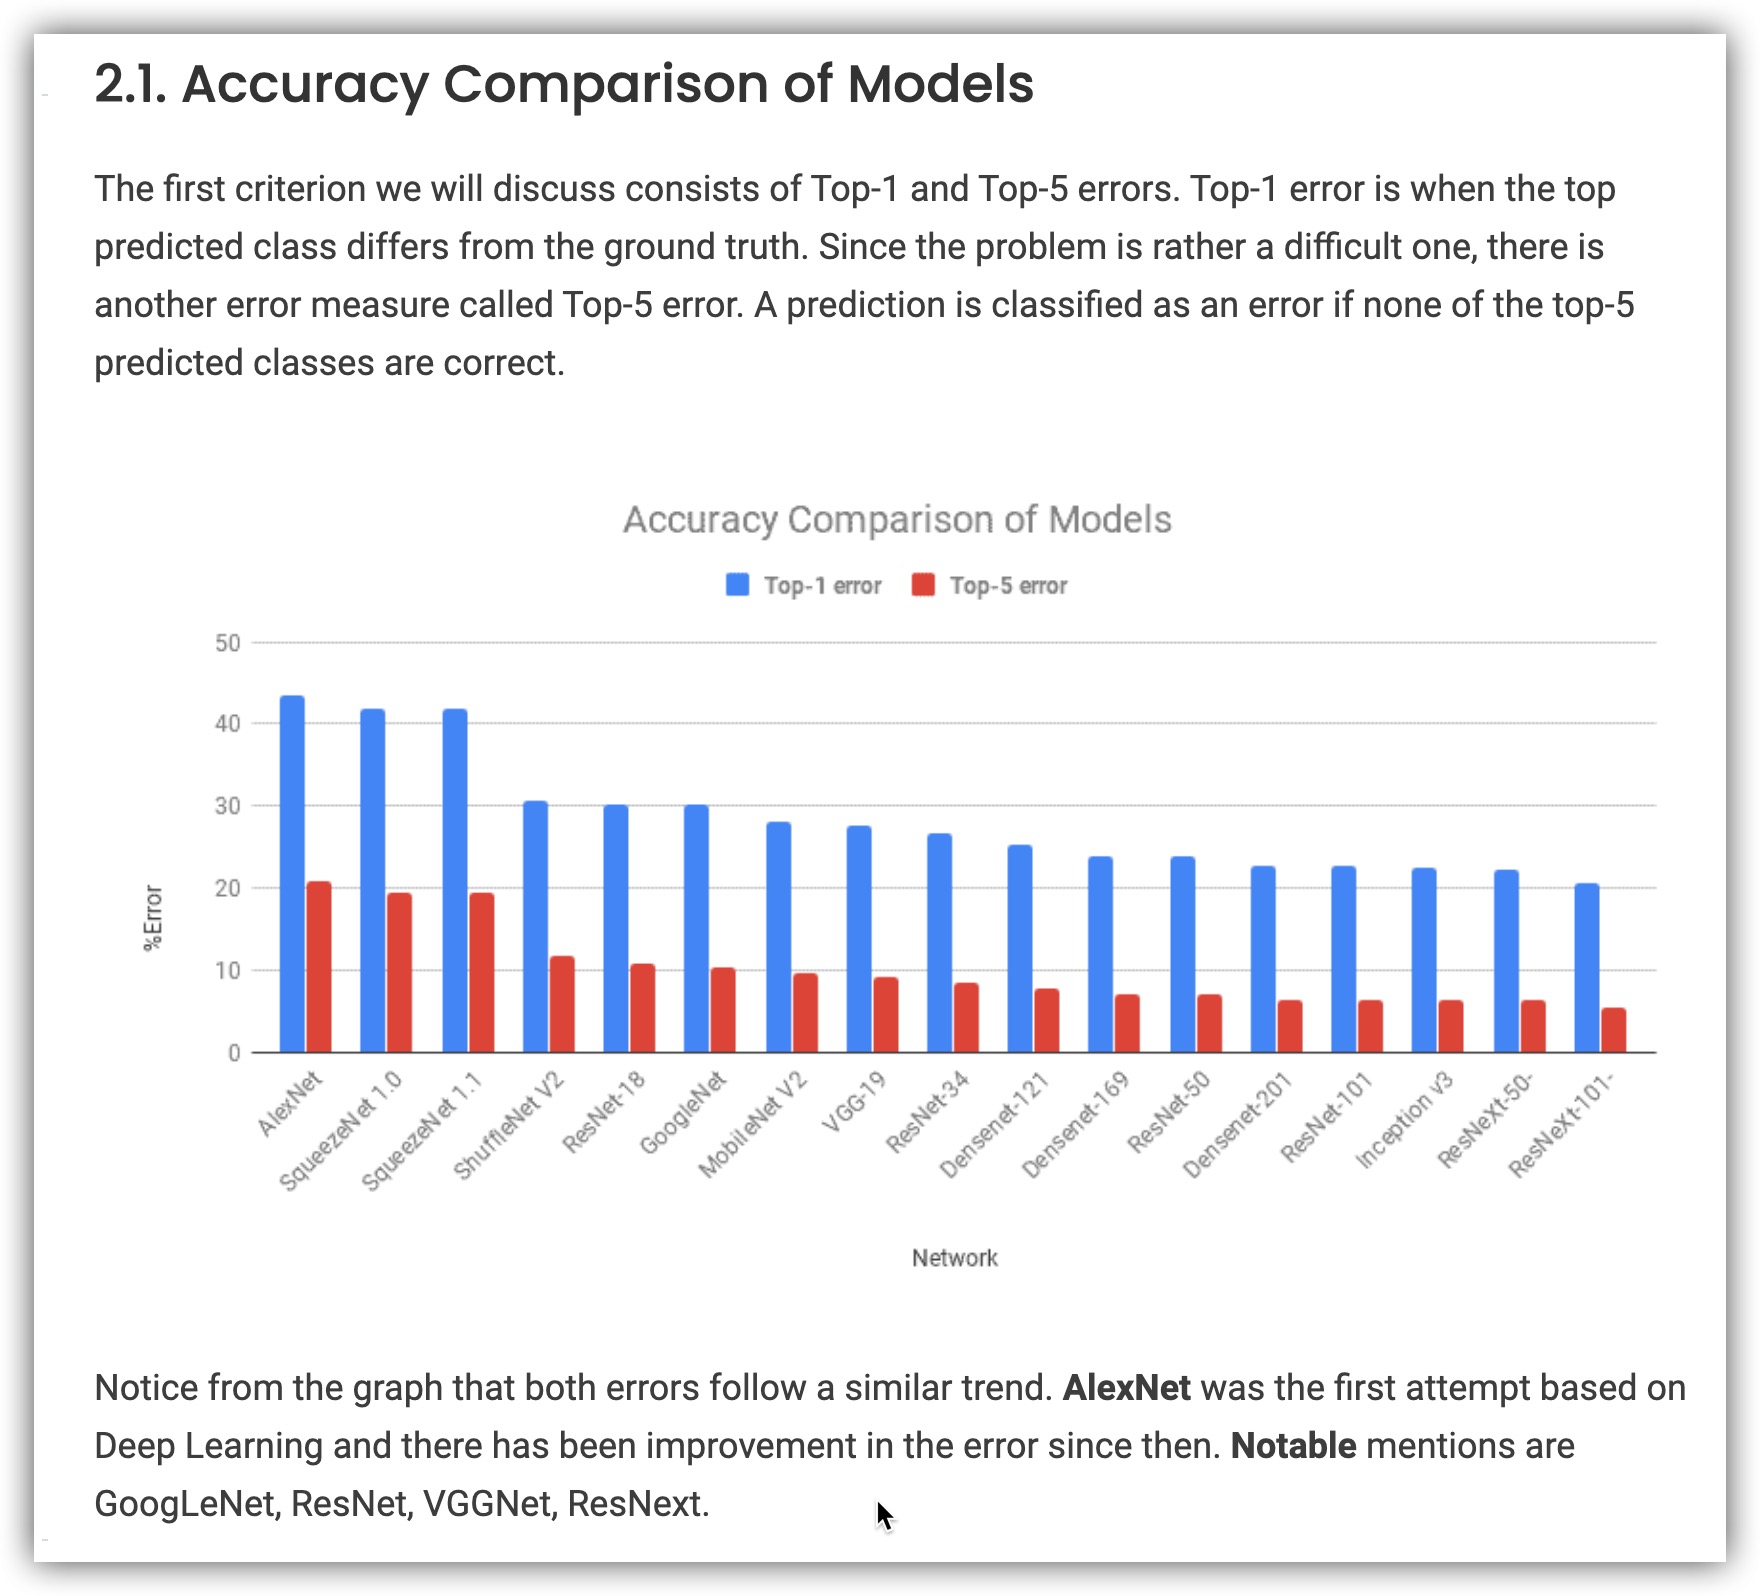 2.1. Accuracy Comparison of Models
The first criterion we will discuss consists of Top-1 and Top-5 errors. Top-1 error is when the top
predicted class differs from the ground truth. Since the problem is rather a difficult one, there is
another error measure called Top-5 error. A prediction is classified as an error if none of the top-5
predicted classes are correct.
Accuracy Comparison of Models
Top-1 error
Top-5 error
50
40
30
20
10
0
%Error
AlexNet
SqueezeNet 1.0
SqueezeNet 1.1
ShuffleNet V2
ResNet-18
GoogleNet
MobileNet V2
VGG-19
ResNet-34
Densenet-121
Densenet-169
ResNet-50
Densenet-201
ResNet-101
Inception v3
ResNeXt-50-
ResNeXt-101-
Network
Notice from the graph that both errors follow a similar trend. AlexNet was the first attempt based on
Deep Learning and there has been improvement in the error since then. Notable mentions are
GoogLeNet, ResNet, VGGNet, ResNext.